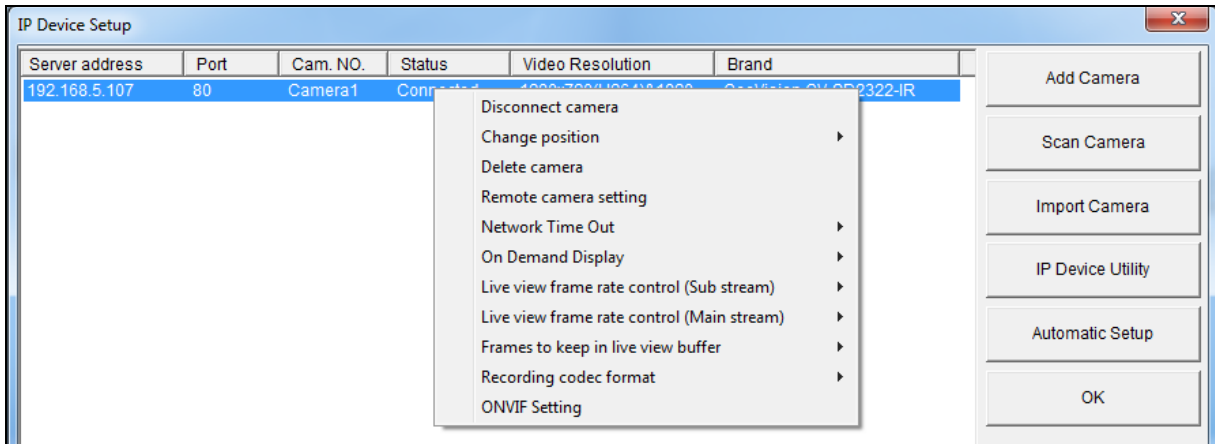 IP Device Setup
x
Server address Port Cam. NO. Status Video Resolution Brand
192.168.5.107 80 Camera1
Disconnect camera
Change position
Delete camera
Remote camera setting
Network Time Out
On Demand Display
Live view frame rate control (Sub stream)
Live view frame rate control (Main stream)
Frames to keep in live view buffer
Recording codec format
ONVIF Setting
Add Camera
Scan Camera
Import Camera
IP Device Utility
Automatic Setup
OK